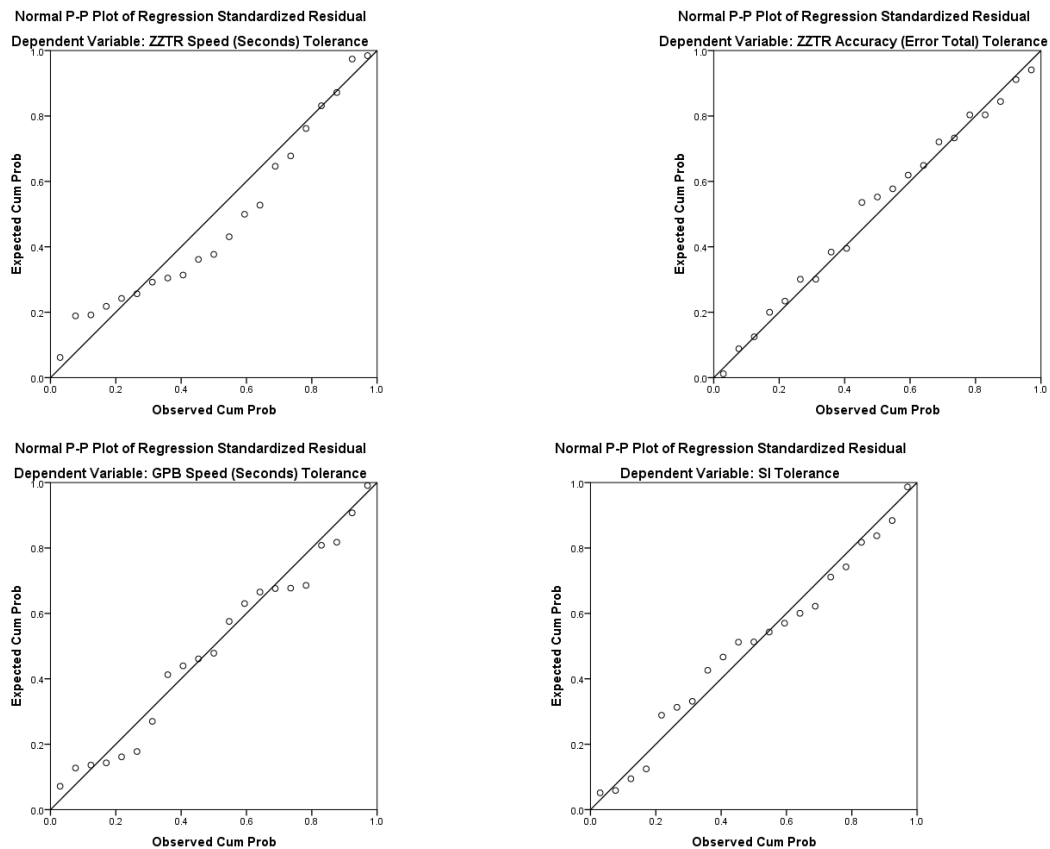 Normal P-P Plot of Regression Standardized Residual
Dependent Variable: ZZTR Speed (Seconds) Tolerance
1.0
0.8
0.6
0.4
0.2
0.0
Expected Cum Prob
0.0 0.2 0.4 0.6 0.8 1.0
Observed Cum Prob
Normal P-P Plot of Regression Standardized Residual
Dependent Variable: ZZTR Accuracy (Error Total) Tolerance
1.0
0.8
0.6
0.4
0.2
0.0
Expected Cum Prob
0.0 0.2 0.4 0.6 0.8 1.0
Observed Cum Prob
Normal P-P Plot of Regression Standardized Residual
Dependent Variable: GPB Speed (Seconds) Tolerance
1.0
0.8
0.6
0.4
0.2
0.0
Expected Cum Prob
0.0 0.2 0.4 0.6 0.8 1.0
Observed Cum Prob
Normal P-P Plot of Regression Standardized Residual
Dependent Variable: SI Tolerance
1.0
0.8
0.6
0.4
0.2
0.0
Expected Cum Prob
0.0 0.2 0.4 0.6 0.8 1.0
Observed Cum Prob